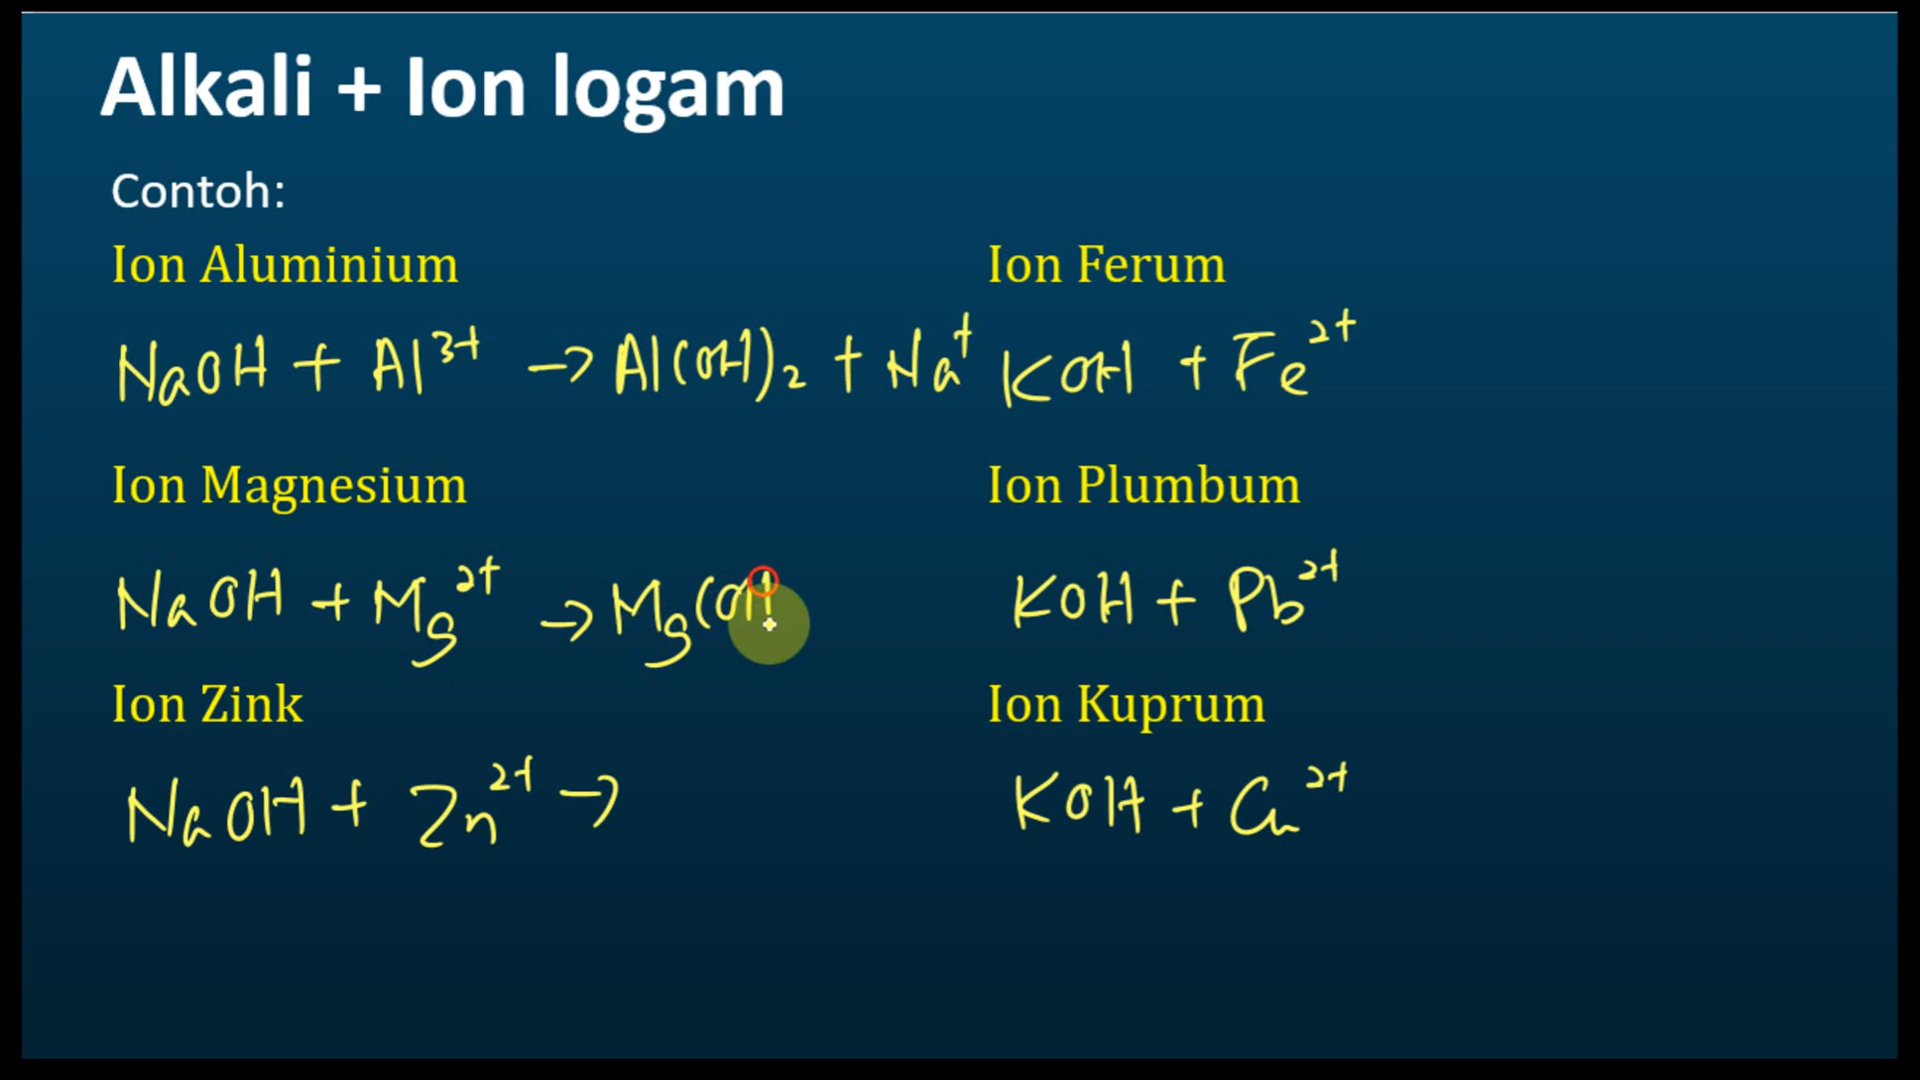 Alkali + Ion logam
Contoh:
Ion Aluminium
NaOH + Al³⁺ → Al(OH)₂ + Na⁺
Ion Magnesium
NaOH + Mg²⁺ → Mg(OH
Ion Zink
NaOH + Zn²⁺ →
Ion Ferum
KOH + Fe²⁺
Ion Plumbum
KOH + Pb²⁺
Ion Kuprum
KOH + Cu²⁺